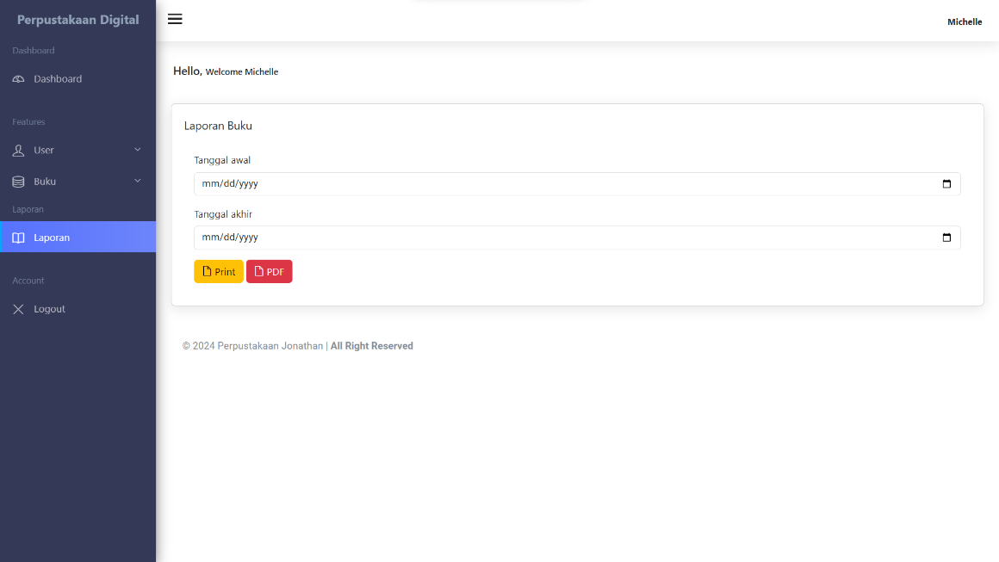 Perpustakaan Digital
Michelle
Dashboard
Dashboard
Hello, Welcome Michelle
Features
User
Buku
Laporan
Laporan
Account
Logout
Laporan Buku
Tanggal awal
mm/dd/yyyy
Tanggal akhir
mm/dd/yyyy
Print PDF
© 2024 Perpustakaan Jonathan | All Right Reserved